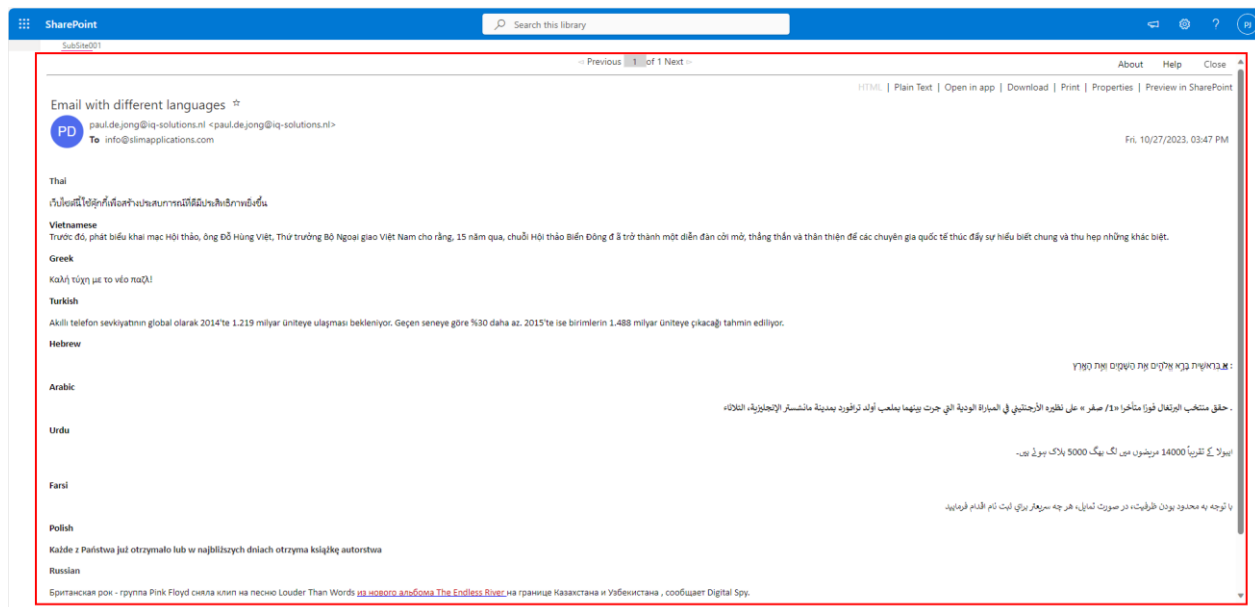 SharePoint
Search this library
PJ
SubSite001
Previous 1 of 1 Next
About Help Close
HTML | Plain Text | Open in app | Download | Print | Properties | Preview in SharePoint
Email with different languages
PD
paul.de.jong@iq-solutions.nl <paul.de.jong@iq-solutions.nl>
To info@slimapplications.com
Fri, 10/27/2023, 03:47 PM
Thai
เว็บไซต์นี้ใช้คุ้กกี้เพื่อสร้างประสบการณ์ที่ดีมีประสิทธิภาพยิ่งขึ้น
Vietnamese
Trước đó, phát biểu khai mạc Hội thảo, ông Đỗ Hùng Việt, Thứ trưởng Bộ Ngoại giao Việt Nam cho rằng, 15 năm qua, chuỗi Hội thảo Biển Đông đ ã trở thành một diễn đàn cởi mở, thẳng thắn và thân thiện để các chuyên gia quốc tế thúc đẩy sự hiểu biết chung và thu hẹp những khác biệt.
Greek
Καλή τύχη με το νέο παζλ!
Turkish
Akıllı telefon sevkiyatının global olarak 2014'te 1.219 milyar üniteye ulaşması bekleniyor. Geçen seneye göre %30 daha az. 2015'te ise birimlerin 1.488 milyar üniteye çıkacağı tahmin ediliyor.
Hebrew
: א בְּרֵאשִׁית בָּרָא אֱלֹהִים אֵת הַשָּׁמַיִם וְאֵת הָאָרֶץ
Arabic
. حقق منتخب البرتغال فوزا متأخرا «1/ صفر » على نظيره الأرجنتيني في المباراة الودية التي جرت بينهما بملعب أولد ترافورد بمدينة مانشستر الإنجليزية، الثلاثاء
Urdu
ایبولا کے تقریباً 14000 مریضوں میں لگ بھگ 5000 ہلاک ہوئے ہیں۔
Farsi
با توجه به محدود بودن ظرفيت، در صورت تمايل، هر چه سريعتر براي ثبت نام اقدام فرماييد
Polish
Każde z Państwa już otrzymało lub w najbliższych dniach otrzyma książkę autorstwa
Russian
Британская рок - группа Pink Floyd сняла клип на песню Louder Than Words из нового альбома The Endless River на границе Казахстана и Узбекистана , сообщает Digital Spy.